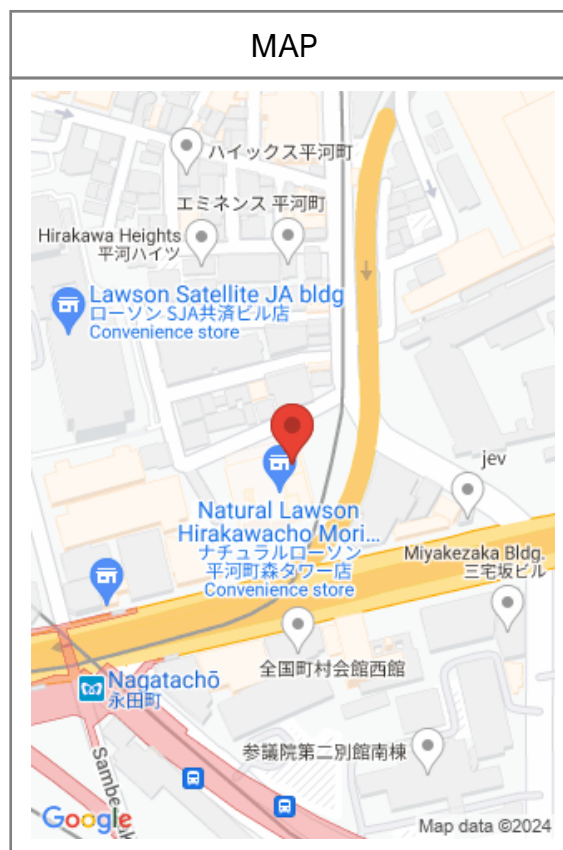 MAP
ハイックス平河町
エミネンス 平河町
Hirakawa Heights
平河ハイツ
Lawson Satellite JA bldg
ローソン SJA共済ビル店
Convenience store
jev
Natural Lawson
Hirakawacho Mori...
ナチュラルローソン
平河町森タワー店
Convenience store
Miyakezaka Bldg.
三宅坂ビル
全国町村会館西館
Nagatachō
永田町
参議院第二別館南棟
Google
Map data ©2024